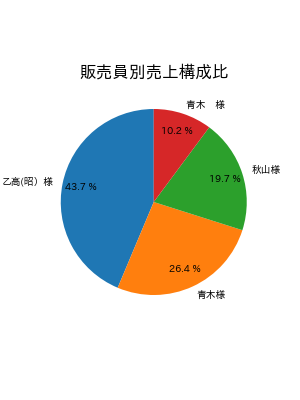 販売員別売上構成比
青木　様
10.2 %
秋山様
19.7 %
乙高(昭）様
43.7 %
26.4 %
青木様